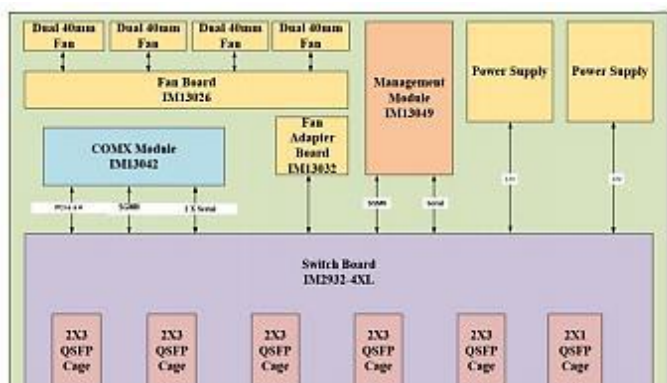 Dual 40mm
Fan
Dual 40mm
Fan
Dual 40mm
Fan
Dual 40mm
Fan
Fan Board
IM13026
Management
Module
IM13049
Power Supply
Power Supply
COMX Module
IM13042
Fan
Adapter
Board
IM13032
SGMII
1 X Serial
SGMII
Serial
Switch Board
IM2932-4XL
2X3
QSFP
Cage
2X3
QSFP
Cage
2X3
QSFP
Cage
2X3
QSFP
Cage
2X3
QSFP
Cage
2X1
QSFP
Cage